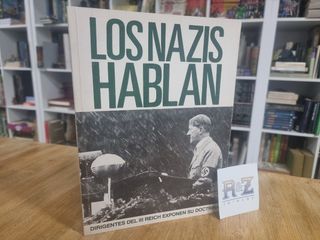 LOS NAZIS
HABLAN
DIRIGENTES DEL III REICH EXPONEN SU
R&Z